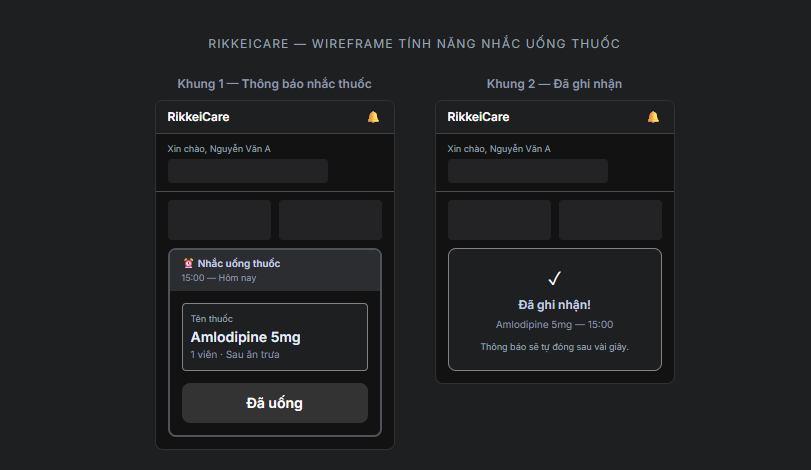 RIKKEICARE — WIREFRAME TÍNH NĂNG NHẮC UỐNG THUỐC
Khung 1 — Thông báo nhắc thuốc
RikkeiCare
Xin chào, Nguyễn Văn A
Nhắc uống thuốc
15:00 — Hôm nay
Tên thuốc
Amlodipine 5mg
1 viên · Sau ăn trưa
Đã uống
Khung 2 — Đã ghi nhận
RikkeiCare
Xin chào, Nguyễn Văn A
Đã ghi nhận!
Amlodipine 5mg — 15:00
Thông báo sẽ tự đóng sau vài giây.